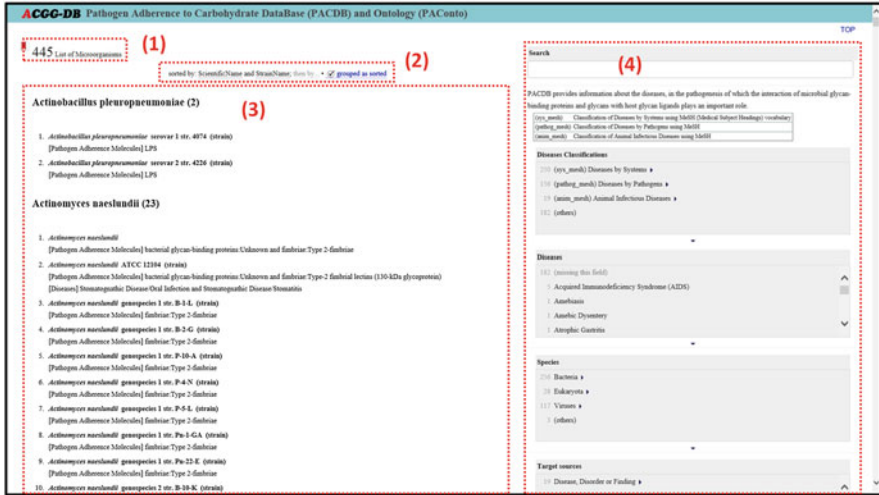 ACGG-DB Pathogen Adherence to Carbohydrate DataBase (PACDB) and Ontology (PAConto)
TOP
445 List of Microorganisms
(1)
(2)
sorted by: ScientificName and StrainName; then by... • grouped as sorted
(3)
Actinobacillus pleuropneumoniae (2)
1. Actinobacillus pleuropneumoniae serovar 1 str. 4074 (strain)
[Pathogen Adherence Molecules] LPS
2. Actinobacillus pleuropneumoniae serovar 2 str. 4226 (strain)
[Pathogen Adherence Molecules] LPS
Actinomyces naeslundii (23)
1. Actinomyces naeslundii
[Pathogen Adherence Molecules] bacterial glycan-binding proteins:Unknown and fimbriae:Type 2-fimbriae
2. Actinomyces naeslundii ATCC 12104 (strain)
[Pathogen Adherence Molecules] bacterial glycan-binding proteins:Unknown and fimbriae:Type-2 fimbrial lectins (130-kDa glycoprotein)
[Diseases] Stomatognathic Disease/Oral Infection and Stomatognathic Disease/Stomatitis
3. Actinomyces naeslundii genospecies 1 str. B-1-L (strain)
[Pathogen Adherence Molecules] fimbriae:Type 2-fimbriae
4. Actinomyces naeslundii genospecies 1 str. B-2-G (strain)
[Pathogen Adherence Molecules] fimbriae:Type 2-fimbriae
5. Actinomyces naeslundii genospecies 1 str. P-10-A (strain)
[Pathogen Adherence Molecules] fimbriae:Type 2-fimbriae
6. Actinomyces naeslundii genospecies 1 str. P-4-N (strain)
[Pathogen Adherence Molecules] fimbriae:Type 2-fimbriae
7. Actinomyces naeslundii genospecies 1 str. P-5-L (strain)
[Pathogen Adherence Molecules] fimbriae:Type 2-fimbriae
8. Actinomyces naeslundii genospecies 1 str. Pn-1-GA (strain)
[Pathogen Adherence Molecules] fimbriae:Type 2-fimbriae
9. Actinomyces naeslundii genospecies 1 str. Pn-22-E (strain)
[Pathogen Adherence Molecules] fimbriae:Type 2-fimbriae
10. Actinomyces naeslundii genospecies 2 str. B-10-K (strain)
Search
(4)
PACDB provides information about the diseases, in the pathogenesis of which the interaction of microbial glycan-
binding proteins and glycans with host glycan ligands plays an important role.
(sys_mesh) Classification of Diseases by Systems using MeSH (Medical Subject Headings) vocabulary
(pathog_mesh) Classification of Diseases by Pathogens using MeSH
(anim_mesh) Classification of Animal Infectious Diseases using MeSH
Diseases Classifications
(sys_mesh) Diseases by Systems
(pathog_mesh) Diseases by Pathogens
(anim_mesh) Animal Infectious Diseases
182 (others)
Diseases
182 (missing this field)
5 Acquired Immunodeficiency Syndrome (AIDS)
1 Amebiasis
1 Amebic Dysentery
1 Atrophic Gastritis
Species
Bacteria
Eukaryota
117 Viruses
(others)
Target sources
Disease, Disorder or Finding